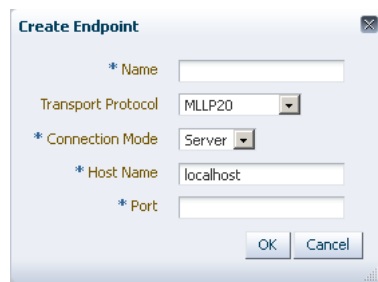 Create Endpoint
* Name
Transport Protocol MLLP20
* Connection Mode Server
* Host Name localhost
* Port
OK Cancel